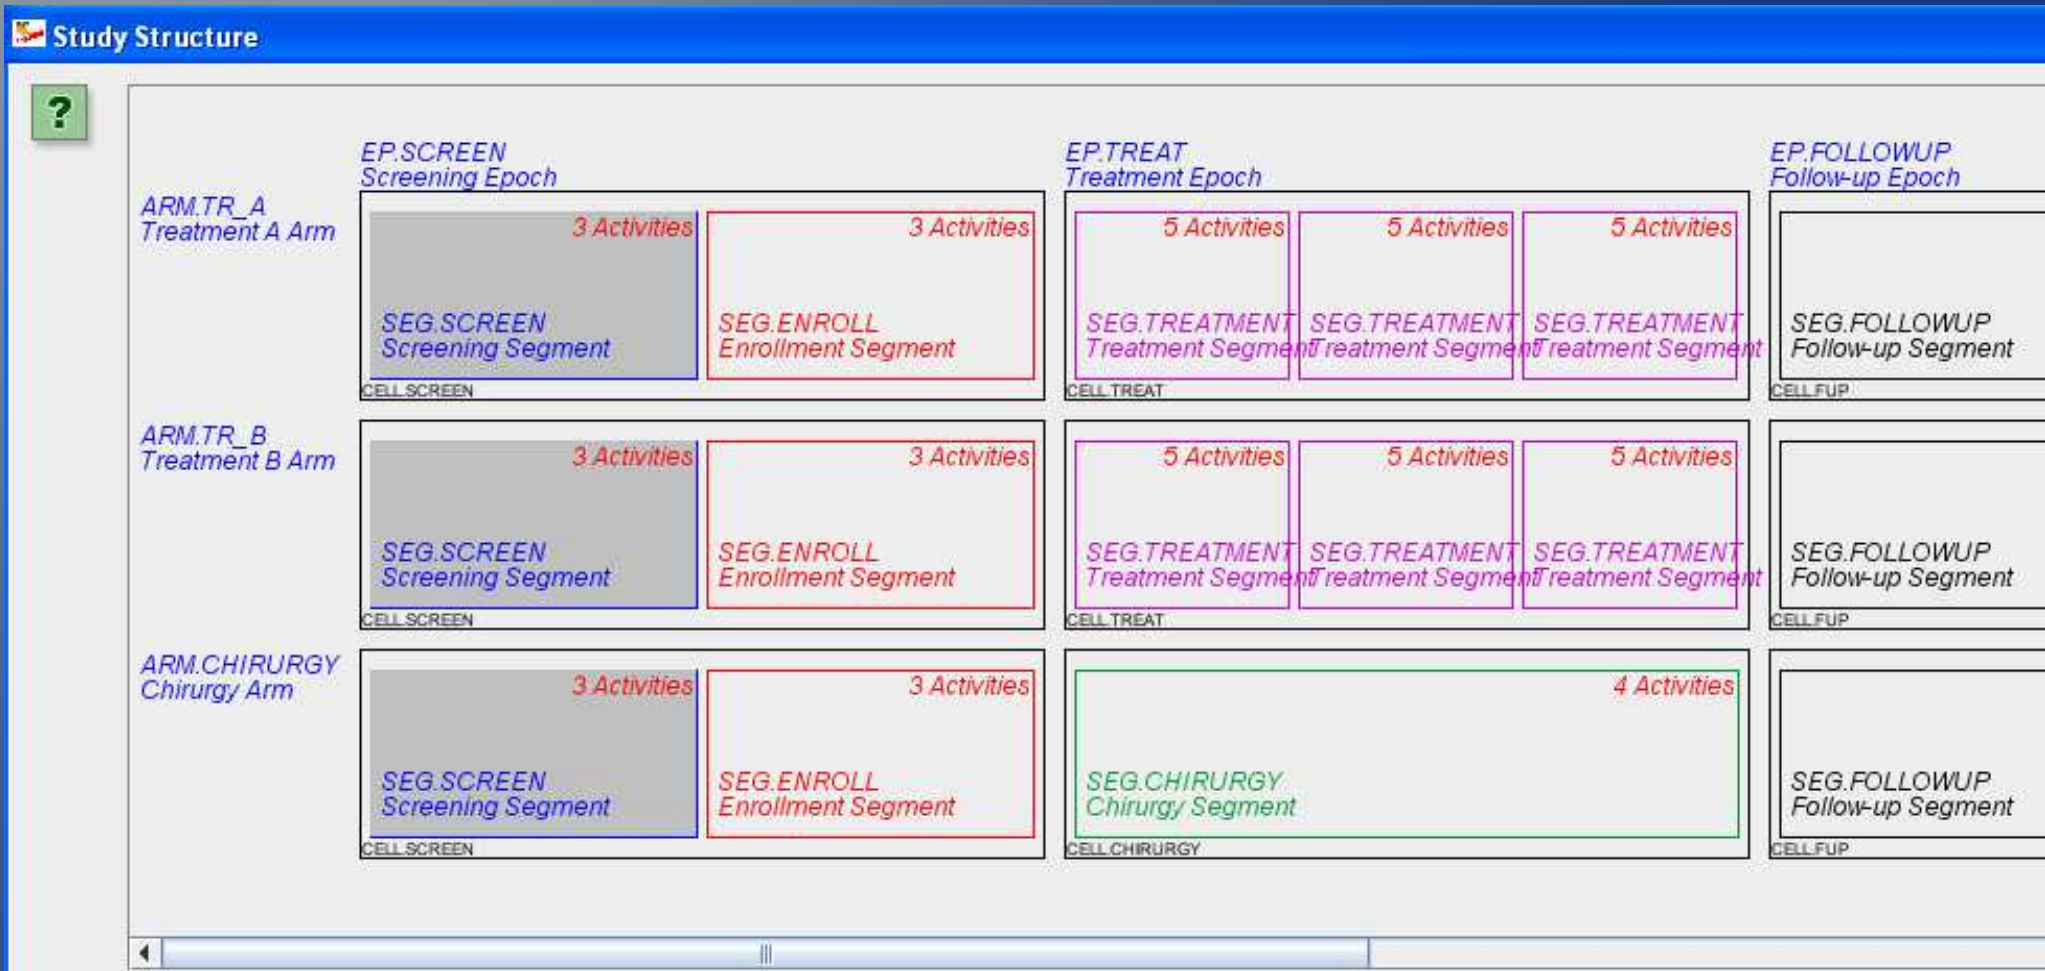 Study Structure
?
EP.SCREEN
Screening Epoch
EP.TREAT
Treatment Epoch
EP.FOLLOWUP
Follow-up Epoch
ARM.TR_A
Treatment A Arm
3 Activities
3 Activities
5 Activities
5 Activities
5 Activities
SEG.SCREEN
Screening Segment
SEG.ENROLL
Enrollment Segment
SEG.TREATMENT
Treatment Segment
SEG.TREATMENT
Treatment Segment
SEG.TREATMENT
Treatment Segment
SEG.FOLLOWUP
Follow-up Segment
CELL.SCREEN
CELL.TREAT
CELL.FUP
ARM.TR_B
Treatment B Arm
3 Activities
3 Activities
5 Activities
5 Activities
5 Activities
SEG.SCREEN
Screening Segment
SEG.ENROLL
Enrollment Segment
SEG.TREATMENT
Treatment Segment
SEG.TREATMENT
Treatment Segment
SEG.TREATMENT
Treatment Segment
SEG.FOLLOWUP
Follow-up Segment
CELL.SCREEN
CELL.TREAT
CELL.FUP
ARM.CHIRURGY
Chirurgy Arm
3 Activities
3 Activities
4 Activities
SEG.SCREEN
Screening Segment
SEG.ENROLL
Enrollment Segment
SEG.CHIRURGY
Chirurgy Segment
SEG.FOLLOWUP
Follow-up Segment
CELL.SCREEN
CELL.CHIRURGY
CELL.FUP